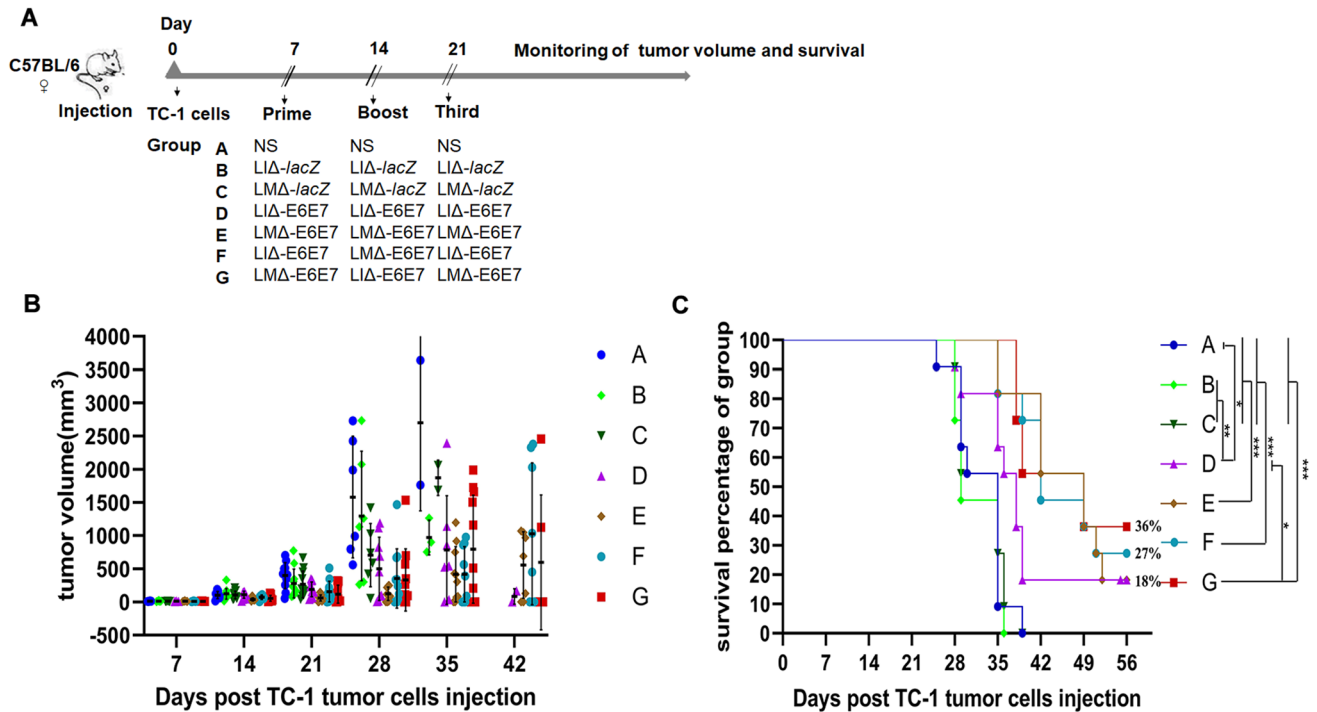 A
Day
0 7 14 21 Monitoring of tumor volume and survival
C57BL/6
♀
Injection
TC-1 cells Prime Boost Third
Group A NS NS NS
B LIΔ-lacZ LIΔ-lacZ LIΔ-lacZ
C LMΔ-lacZ LMΔ-lacZ LMΔ-lacZ
D LIΔ-E6E7 LIΔ-E6E7 LIΔ-E6E7
E LMΔ-E6E7 LMΔ-E6E7 LMΔ-E6E7
F LIΔ-E6E7 LMΔ-E6E7 LIΔ-E6E7
G LMΔ-E6E7 LIΔ-E6E7 LMΔ-E6E7
B
tumor volume(mm³)
4000
3500
3000
2500
2000
1500
1000
500
0
-500
7 14 21 28 35 42
Days post TC-1 tumor cells injection
A
B
C
D
E
F
G
C
survival percentage of group
100
90
80
70
60
50
40
30
20
10
0
0 7 14 21 28 35 42 49 56
Days post TC-1 tumor cells injection
36%
27%
18%
A
B
C
D
E
F
G
**
*
***
***
*
***